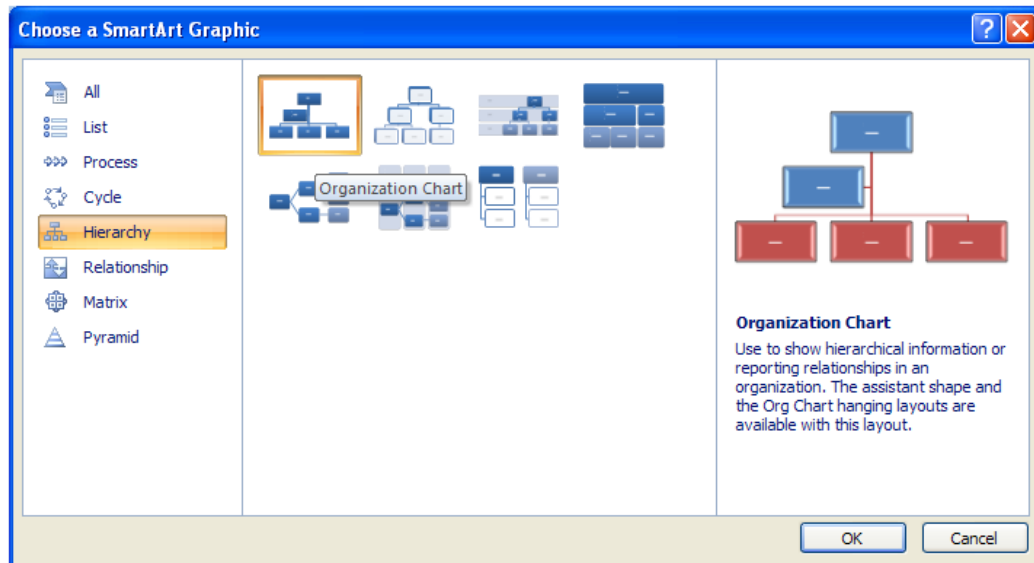 Choose a SmartArt Graphic
All
List
Process
Cycle
Hierarchy
Relationship
Matrix
Pyramid
Organization Chart
Organization Chart
Use to show hierarchical information or
reporting relationships in an
organization. The assistant shape and
the Org Chart hanging layouts are
available with this layout.
OK
Cancel